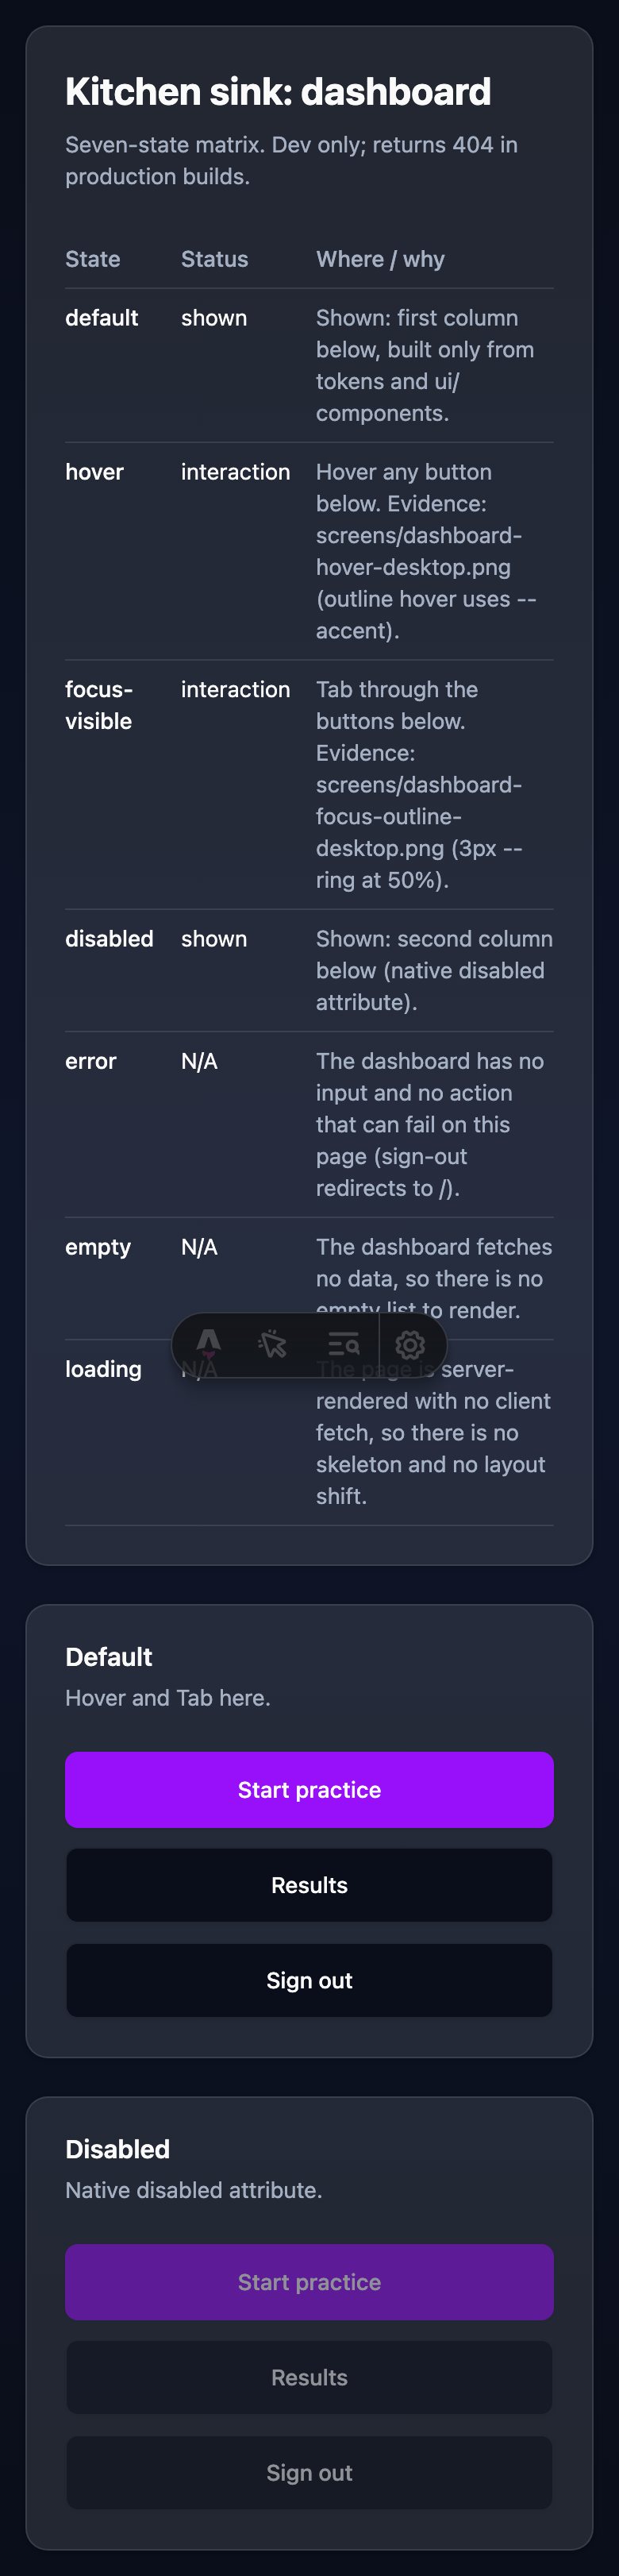 Kitchen sink: dashboard
Seven-state matrix. Dev only; returns 404 in
production builds.
State Status Where / why
default shown Shown: first column
below, built only from
tokens and ui/
components.
hover interaction Hover any button
below. Evidence:
screens/dashboard-
hover-desktop.png
(outline hover uses --
accent).
focus- interaction Tab through the
visible buttons below.
Evidence:
screens/dashboard-
focus-outline-
desktop.png (3px --
ring at 50%).
disabled shown Shown: second column
below (native disabled
attribute).
error N/A The dashboard has no
input and no action
that can fail on this
page (sign-out
redirects to /).
empty N/A The dashboard fetches
no data, so there is no
empty list to render.
loading N/A The page is server-
rendered with no client
fetch, so there is no
skeleton and no layout
shift.
Default
Hover and Tab here.
Start practice
Results
Sign out
Disabled
Native disabled attribute.
Start practice
Results
Sign out